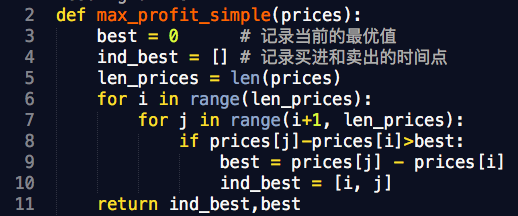 2 def max_profit_simple(prices):
3     best = 0      # 记录当前的最优值
4     ind_best = [] # 记录买进和卖出的时间点
5     len_prices = len(prices)
6     for i in range(len_prices):
7         for j in range(i+1, len_prices):
8             if prices[j]-prices[i]>best:
9                 best = prices[j] - prices[i]
10                ind_best = [i, j]
11    return ind_best,best